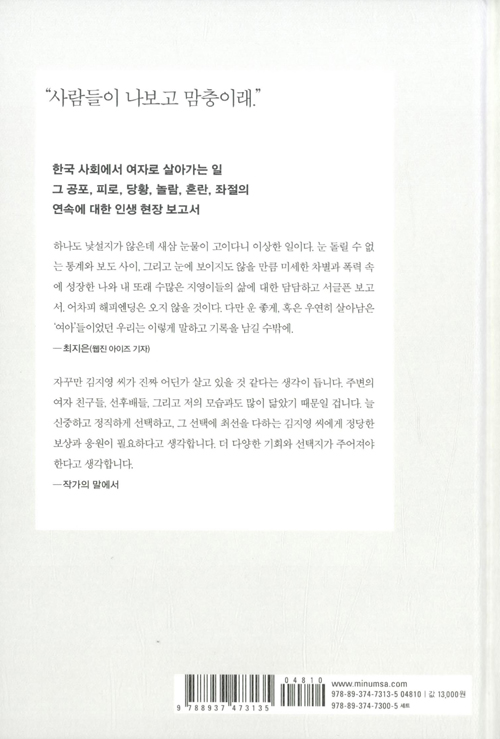 “사람들이 나보고 맘충이래.”
한국 사회에서 여자로 살아가는 일
그 공포, 피로, 당황, 놀람, 혼란, 좌절의
연속에 대한 인생 현장 보고서
하나도 낯설지가 않은데 새삼 눈물이 고이다니 이상한 일이다. 눈 돌릴 수 없
는 통계와 보도 사이, 그리고 눈에 보이지도 않을 만큼 미세한 차별과 폭력 속
에 성장한 나와 내 또래 수많은 지영이들의 삶에 대한 담담하고 서글픈 보고
서. 어차피 해피엔딩은 오지 않을 것이다. 다만 운 좋게, 혹은 우연히 살아남은
‘여아’들이었던 우리는 이렇게 말하고 기록을 남길 수밖에.
—최지은(웹진 아이즈 기자)
자꾸만 김지영 씨가 진짜 어딘가 살고 있을 것 같다는 생각이 듭니다. 주변의
여자 친구들, 선후배들, 그리고 저의 모습과도 많이 닮았기 때문일 겁니다. 늘
신중하고 정직하게 선택하고, 그 선택에 최선을 다하는 김지영 씨에게 정당한
보상과 응원이 필요하다고 생각합니다. 더 다양한 기회와 선택지가 주어져야
한다고 생각합니다.
—작가의 말에서
04810
9 788937 473135
www.minumsa.com
978-89-374-7313-5 04810 | 값 13,000원
978-89-374-7300-5 세트